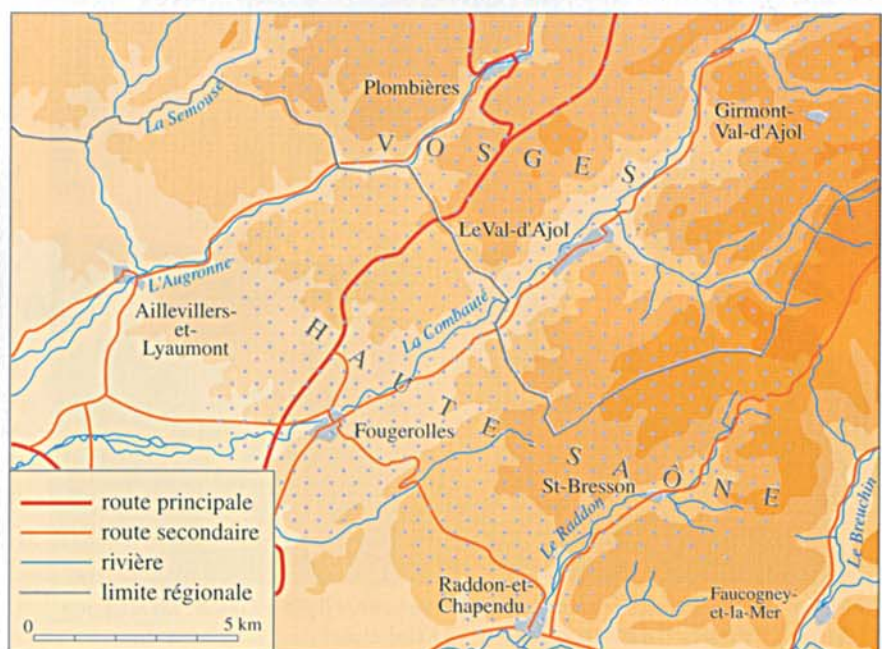 Plombières
Girmont-
Val-d'Ajol
La Semouse
VOSGES
Le Val-d'Ajol
L'Augronne
Aillevillers-
et-
Lyaumont
La Combauté
HAUTE SAÔNE
Fougerolles
St-Bresson
Le Raddon
Le Breuchin
Raddon-et-
Chapendu
Faucogney-
et-la-Mer
route principale
route secondaire
rivière
limite régionale
0 5 km